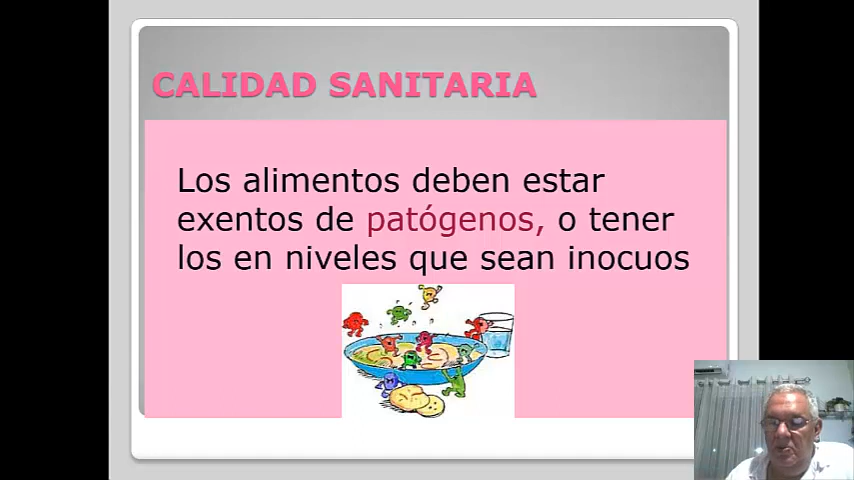 CALIDAD SANITARIA
Los alimentos deben estar
exentos de patógenos, o tener
los en niveles que sean inocuos